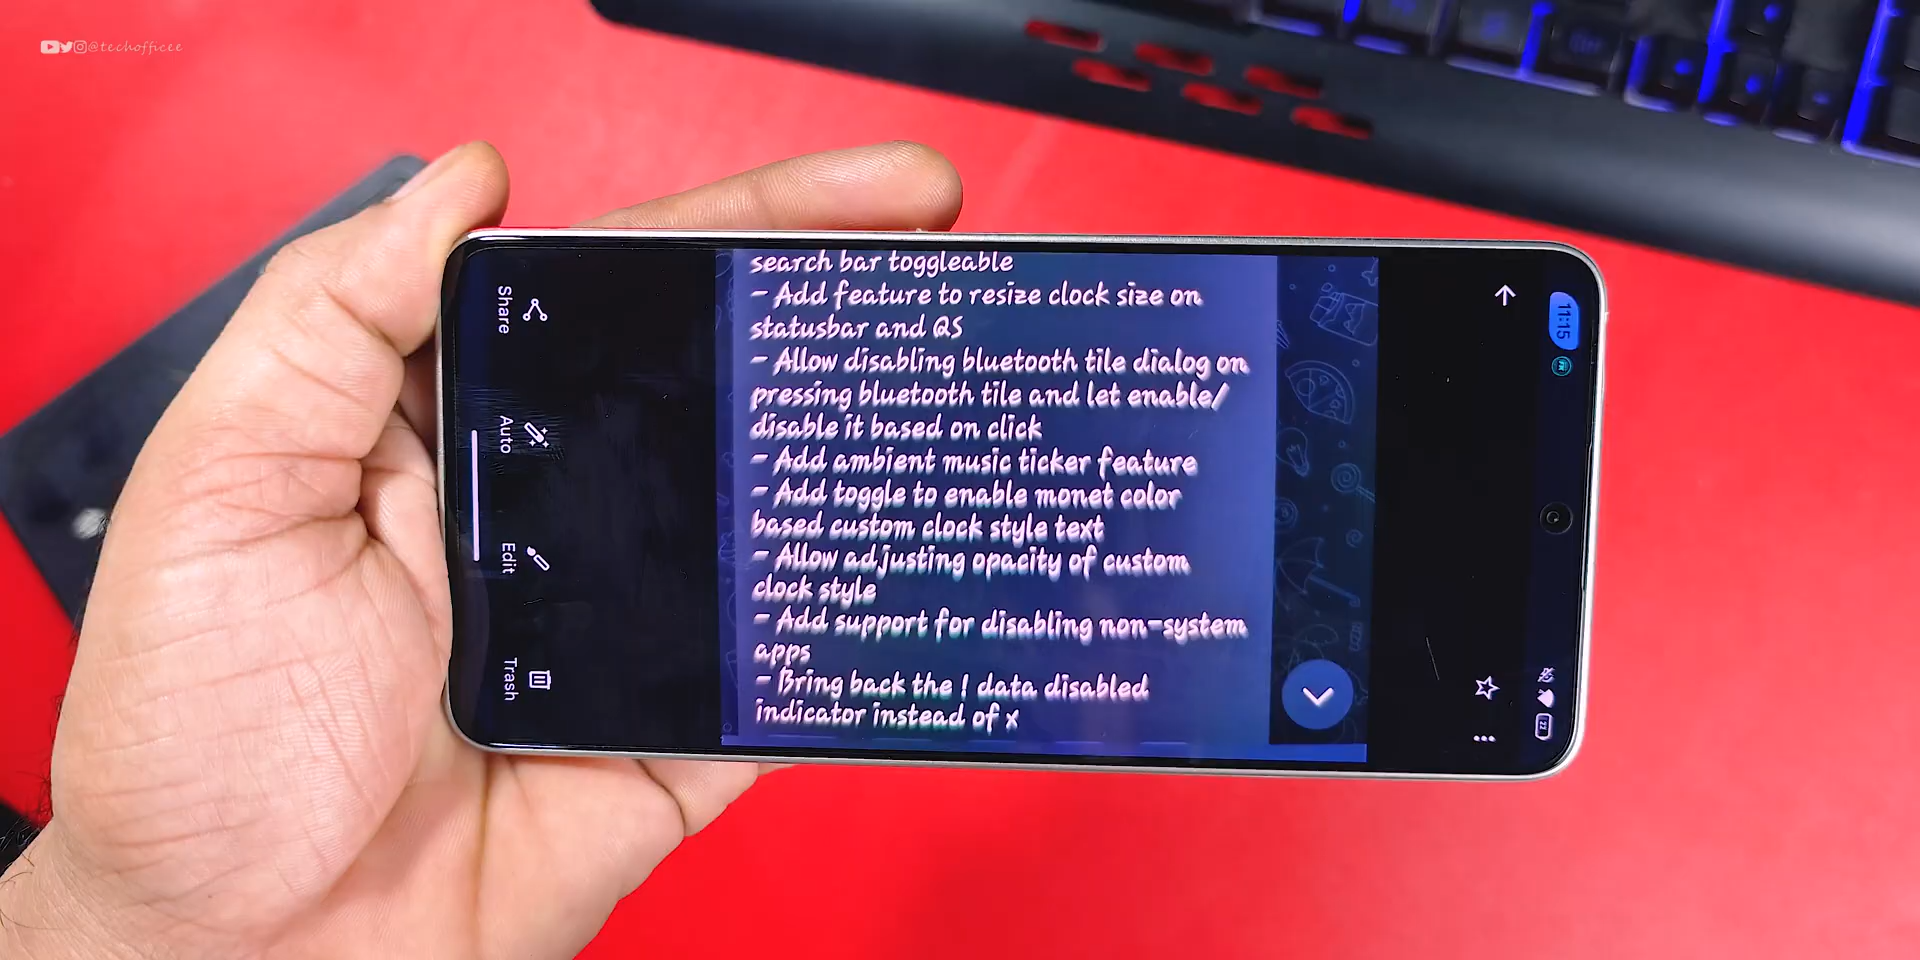 @techofficee
search bar toggleable
- Add feature to resize clock size on
statusbar and QS
- Allow disabling bluetooth tile dialog on
pressing bluetooth tile and let enable/
disable it based on click
- Add ambient music ticker feature
- Add toggle to enable monet color
based custom clock style text
- Allow adjusting opacity of custom
clock style
- Add support for disabling non-system
apps
- Bring back the ! data disabled
indicator instead of x
Share
Auto
Edit
Trash
11:15